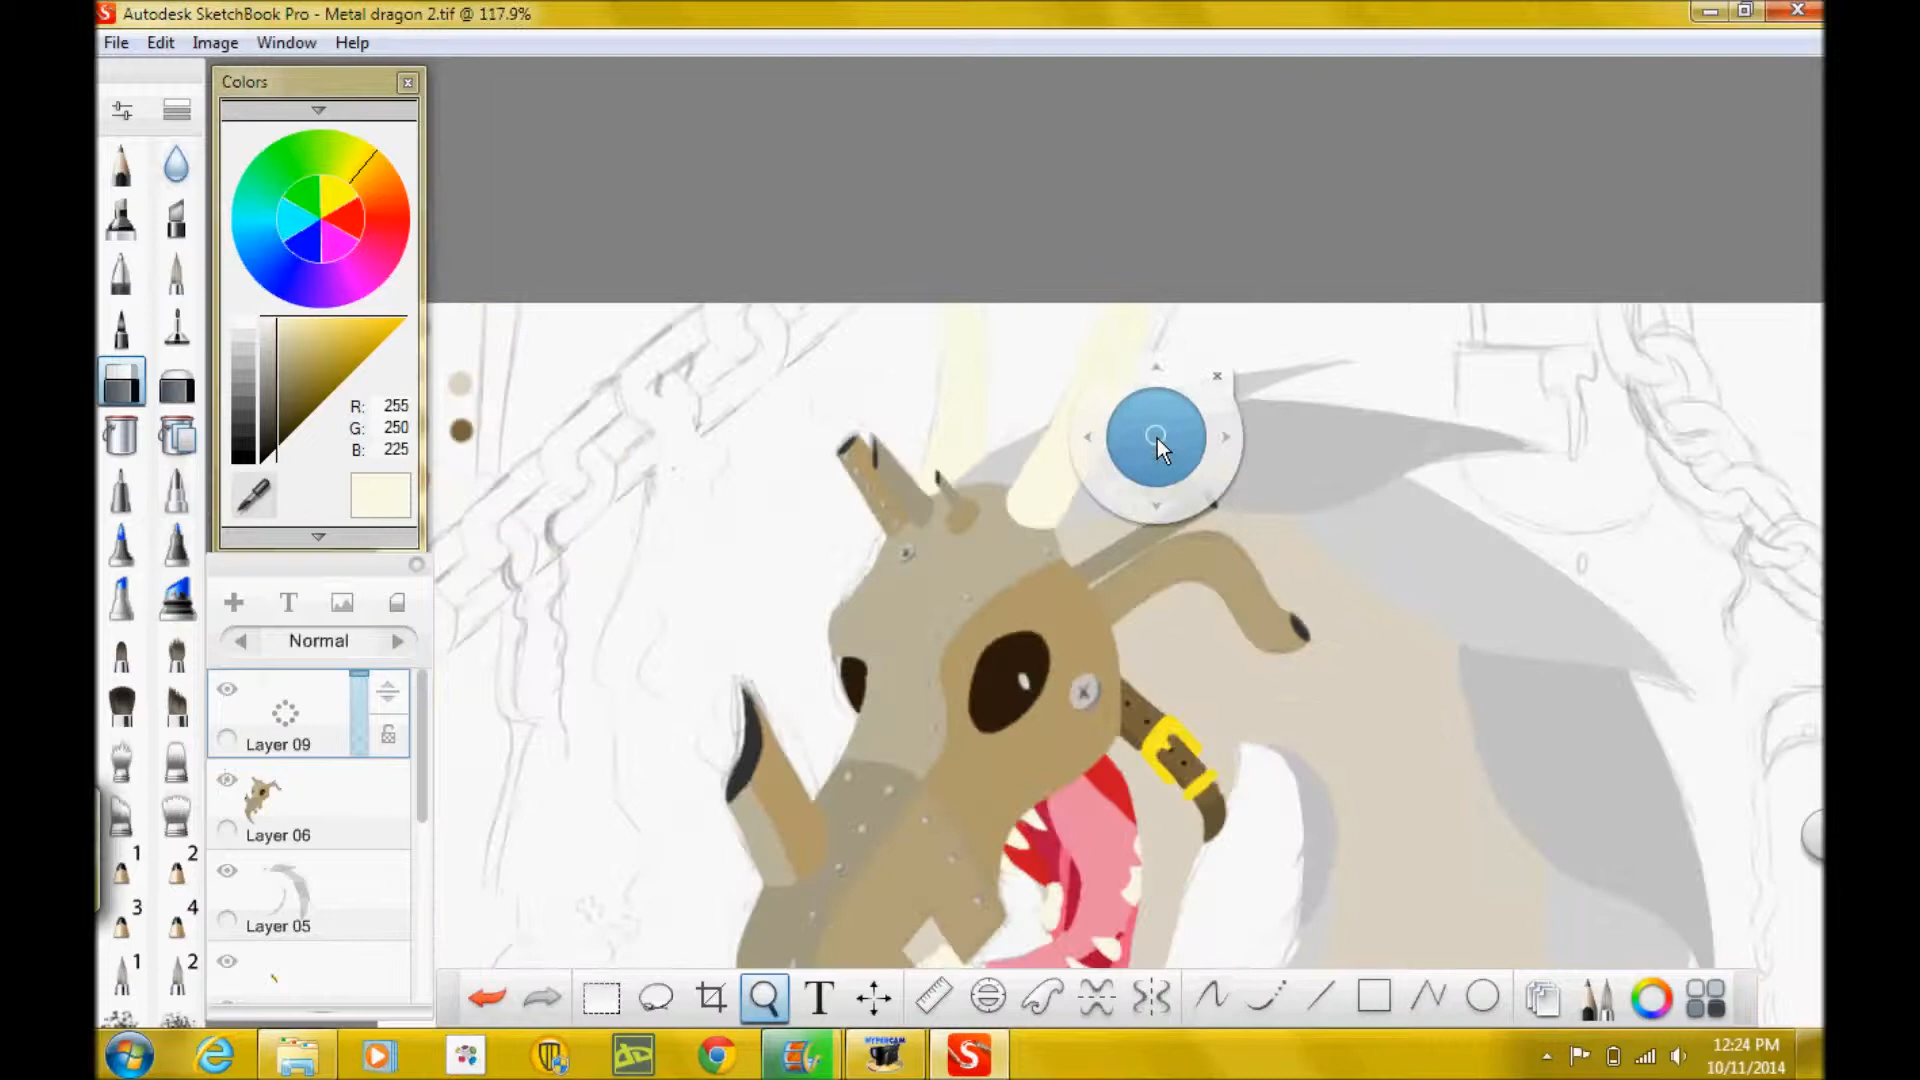 Autodesk SketchBook Pro - Metal dragon 2.tif @ 117.9%
File Edit Image Window Help
Colors
R: 255
G: 250
B: 225
Normal
Layer 09
Layer 06
Layer 05
1 2
3 4
1 2
T
HYPERCAM
12:24 PM
10/11/2014